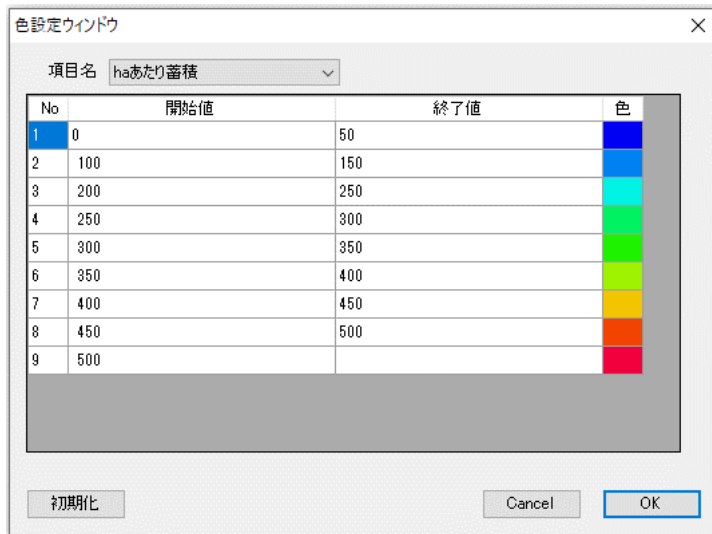 色設定ウィンドウ
項目名 haあたり蓄積
No 開始値 終了値 色
1 0 50
2 100 150
3 200 250
4 250 300
5 300 350
6 350 400
7 400 450
8 450 500
9 500
初期化 Cancel OK